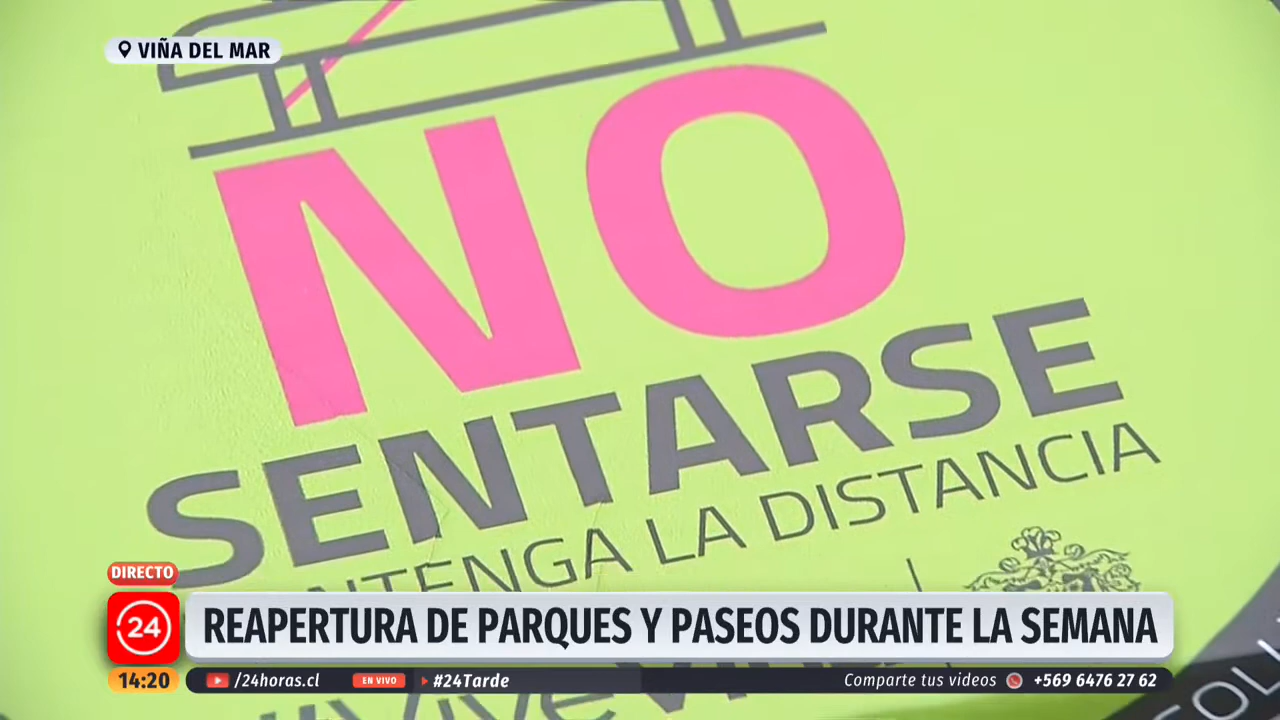 VIÑA DEL MAR
NO
SENTARSE
LA DISTANCIA
DIRECTO
24
REAPERTURA DE PARQUES Y PASEOS DURANTE LA SEMANA
14:20
/24horas.cl
EN VIVO
#24Tarde
Comparte tus videos
+569 6476 27 62